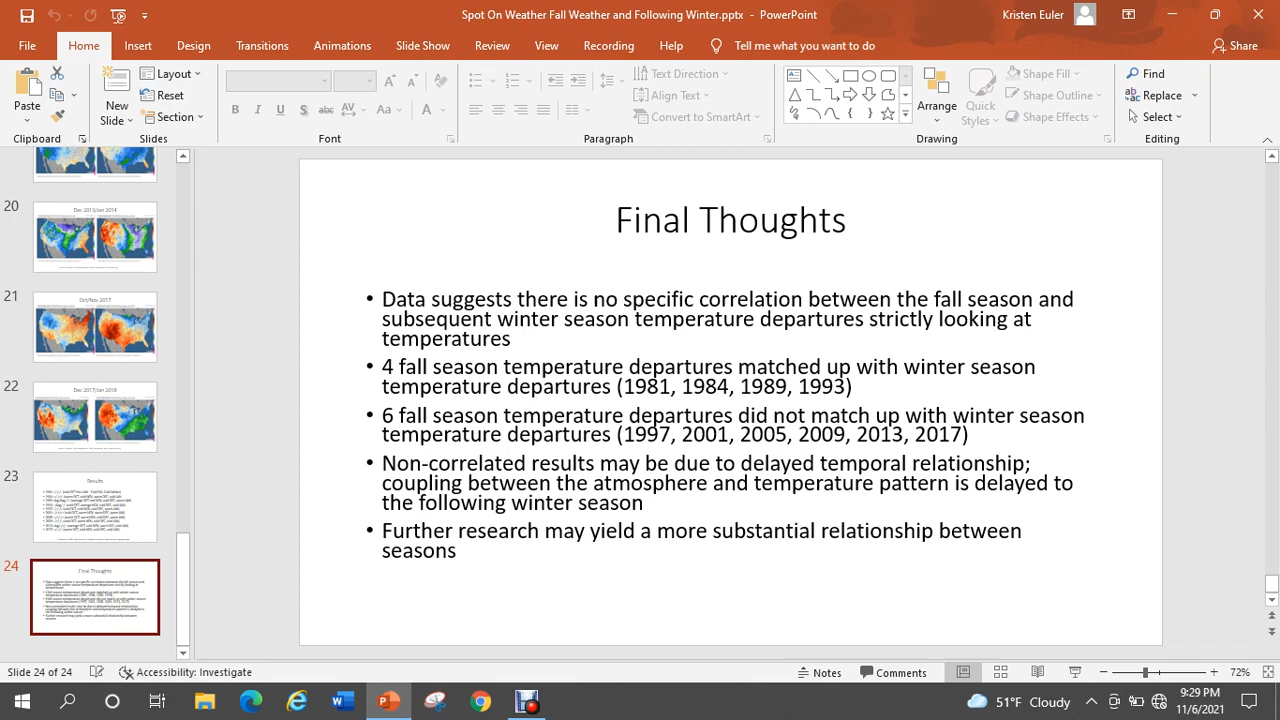 Spot On Weather Fall Weather and Following Winter.pptx - PowerPoint
Kristen Euler
File Home Insert Design Transitions Animations Slide Show Review View Recording Help Tell me what you want to do Share
Paste
Clipboard
New
Slide
Layout
Reset
Section
Slides
B I U S abc AV Aa A
Font
Text Direction
Align Text
Convert to SmartArt
Paragraph
Arrange
Quick
Styles
Shape Fill
Shape Outline
Shape Effects
Drawing
Find
Replace
Select
Editing
20
Dec 2013/Jan 2014
21
Oct/Nov 2017
22
Dec 2017/Jan 2018
23
Results
24
Final Thoughts
Final Thoughts
• Data suggests there is no specific correlation between the fall season and
subsequent winter season temperature departures strictly looking at
temperatures
• 4 fall season temperature departures matched up with winter season
temperature departures (1981, 1984, 1989, 1993)
• 6 fall season temperature departures did not match up with winter season
temperature departures (1997, 2001, 2005, 2009, 2013, 2017)
• Non-correlated results may be due to delayed temporal relationship;
coupling between the atmosphere and temperature pattern is delayed to
the following winter season
• Further research may yield a more substantial relationship between
seasons
Slide 24 of 24
Accessibility: Investigate
Notes
Comments
72%
51°F Cloudy
9:29 PM
11/6/2021